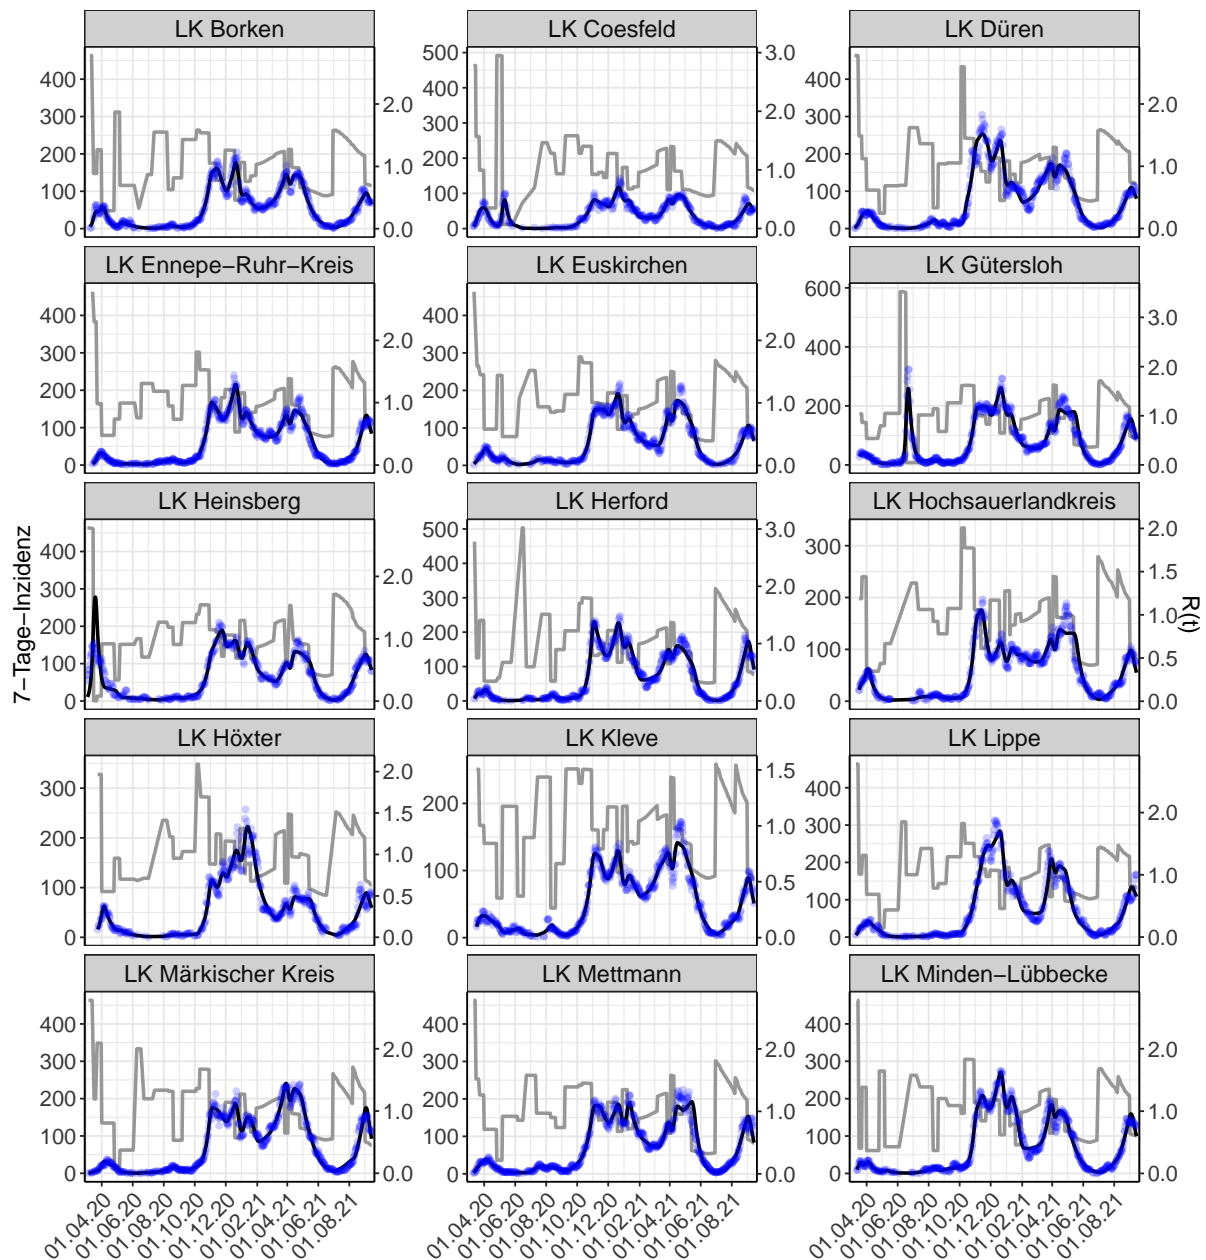 LK Borken LK Coesfeld LK Düren
400 300 200 100 0 2.0 1.0 0.0
500 400 300 200 100 0 3.0 2.0 1.0 0.0
400 300 200 100 0 2.0 1.0 0.0
LK Ennepe−Ruhr−Kreis LK Euskirchen LK Gütersloh
400 300 200 100 0 2.0 1.0 0.0
400 300 200 100 0 2.0 1.0 0.0
600 400 200 0 3.0 2.0 1.0 0.0
LK Heinsberg LK Herford LK Hochsauerlandkreis
400 300 200 100 0 2.0 1.0 0.0
500 400 300 200 100 0 3.0 2.0 1.0 0.0
300 200 100 0 2.0 1.5 1.0 0.5 0.0
7−Tage−Inzidenz
R(t)
LK Höxter LK Kleve LK Lippe
300 200 100 0 2.0 1.5 1.0 0.5 0.0
200 100 0 1.5 1.0 0.5 0.0
400 300 200 100 0 2.0 1.0 0.0
LK Märkischer Kreis LK Mettmann LK Minden−Lübbecke
400 300 200 100 0 2.0 1.0 0.0
400 300 200 100 0 2.0 1.0 0.0
400 300 200 100 0 2.0 1.0 0.0
01.04.20 01.06.20 01.08.20 01.10.20 01.12.20 01.02.21 01.04.21 01.06.21 01.08.21
01.04.20 01.06.20 01.08.20 01.10.20 01.12.20 01.02.21 01.04.21 01.06.21 01.08.21
01.04.20 01.06.20 01.08.20 01.10.20 01.12.20 01.02.21 01.04.21 01.06.21 01.08.21